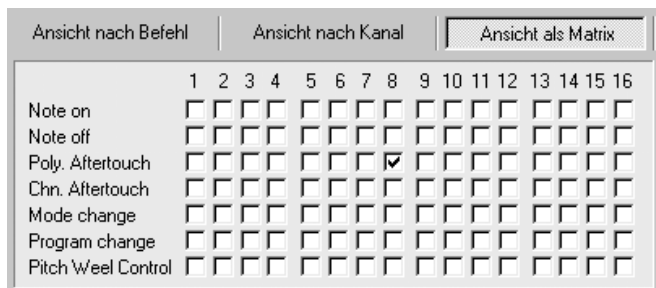 Ansicht nach Befehl Ansicht nach Kanal Ansicht als Matrix
1 2 3 4 5 6 7 8 9 10 11 12 13 14 15 16
Note on
Note off
Poly. Aftertouch
Chn. Aftertouch
Mode change
Program change
Pitch Weel Control